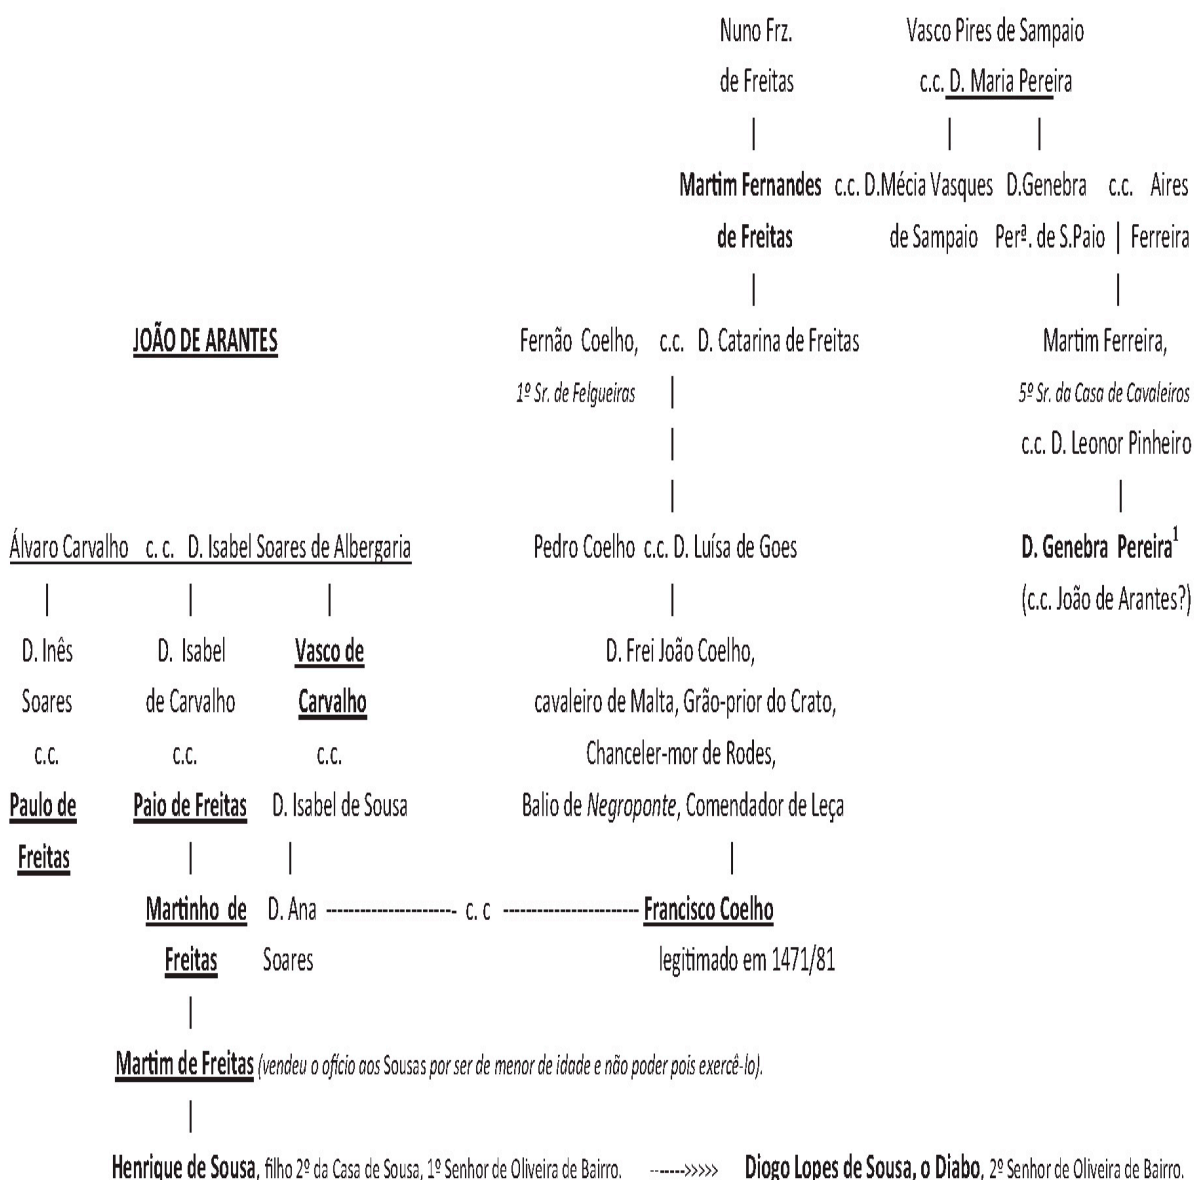 Nuno Frz. Vasco Pires de Sampaio
de Freitas c.c. D. Maria Pereira
| | |
Martim Fernandes c.c. D.Mécia Vasques D.Genebra c.c. Aires
de Freitas de Sampaio Perª. de S.Paio | Ferreira
| |
JOÃO DE ARANTES Fernão Coelho, c.c. D. Catarina de Freitas Martim Ferreira,
1º Sr. de Felgueiras | 5º Sr. da Casa de Cavaleiros
| c.c. D. Leonor Pinheiro
| |
Álvaro Carvalho c. c. D. Isabel Soares de Albergaria Pedro Coelho c.c. D. Luísa de Goes D. Genebra Pereira¹
| | | | (c.c. João de Arantes?)
D. Inês D. Isabel Vasco de D. Frei João Coelho,
Soares de Carvalho Carvalho cavaleiro de Malta, Grão-prior do Crato,
c.c. c.c. c.c. Chanceler-mor de Rodes,
Paulo de Paio de Freitas D. Isabel de Sousa Balio de Negroponte, Comendador de Leça
Freitas | | |
Martinho de D. Ana ----------------------- c. c ------------------------ Francisco Coelho
Freitas Soares legitimado em 1471/81
|
Martim de Freitas (vendeu o ofício aos Sousas por ser de menor de idade e não poder pois exercê-lo).
|
Henrique de Sousa, filho 2º da Casa de Sousa, 1º Senhor de Oliveira de Bairro. ------>>>>> Diogo Lopes de Sousa, o Diabo, 2º Senhor de Oliveira de Bairro.